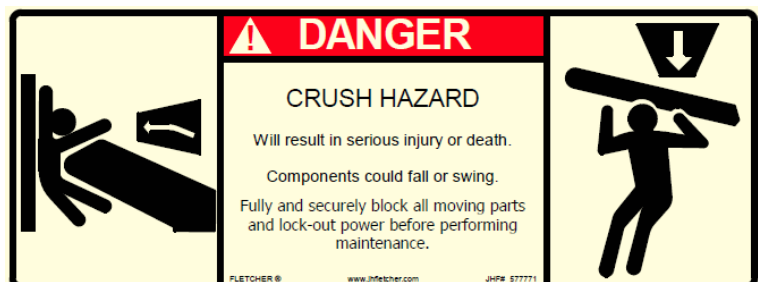 DANGER
CRUSH HAZARD
Will result in serious injury or death.
Components could fall or swing.
Fully and securely block all moving parts
and lock-out power before performing
maintenance.
FLETCHER ® www.jhfletcher.com JHF# 577771